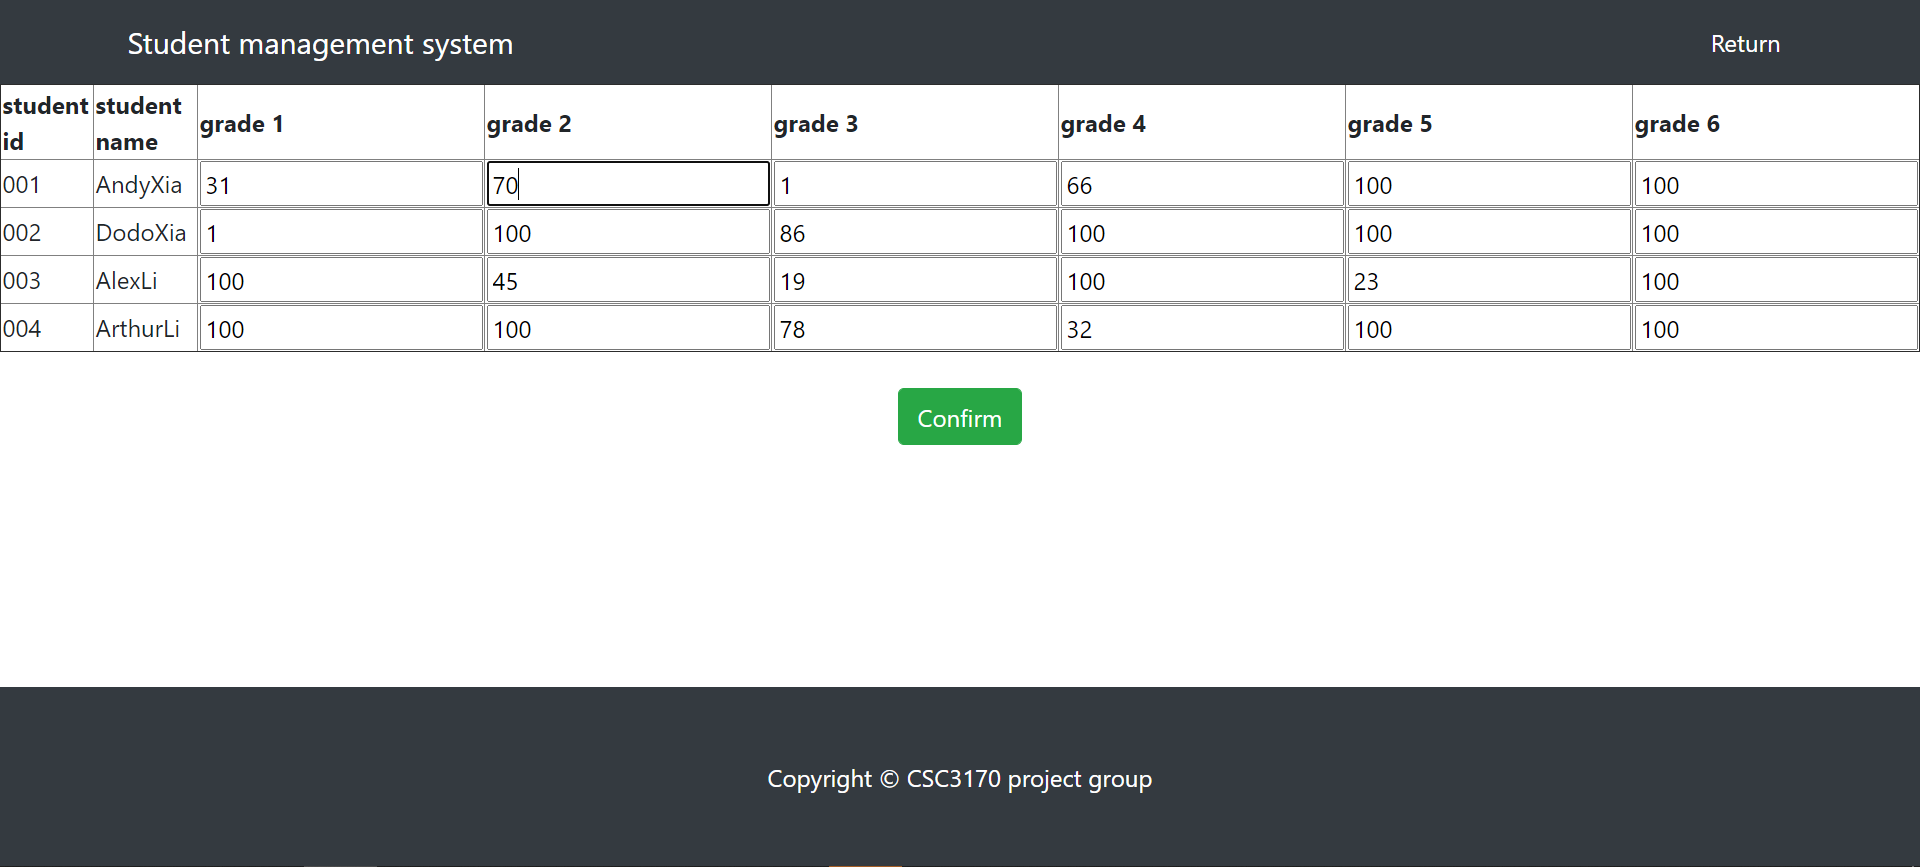 Student management system Return
student id student name grade 1 grade 2 grade 3 grade 4 grade 5 grade 6
001 AndyXia 31 70 1 66 100 100
002 DodoXia 1 100 86 100 100 100
003 AlexLi 100 45 19 100 23 100
004 ArthurLi 100 100 78 32 100 100
Confirm
Copyright © CSC3170 project group